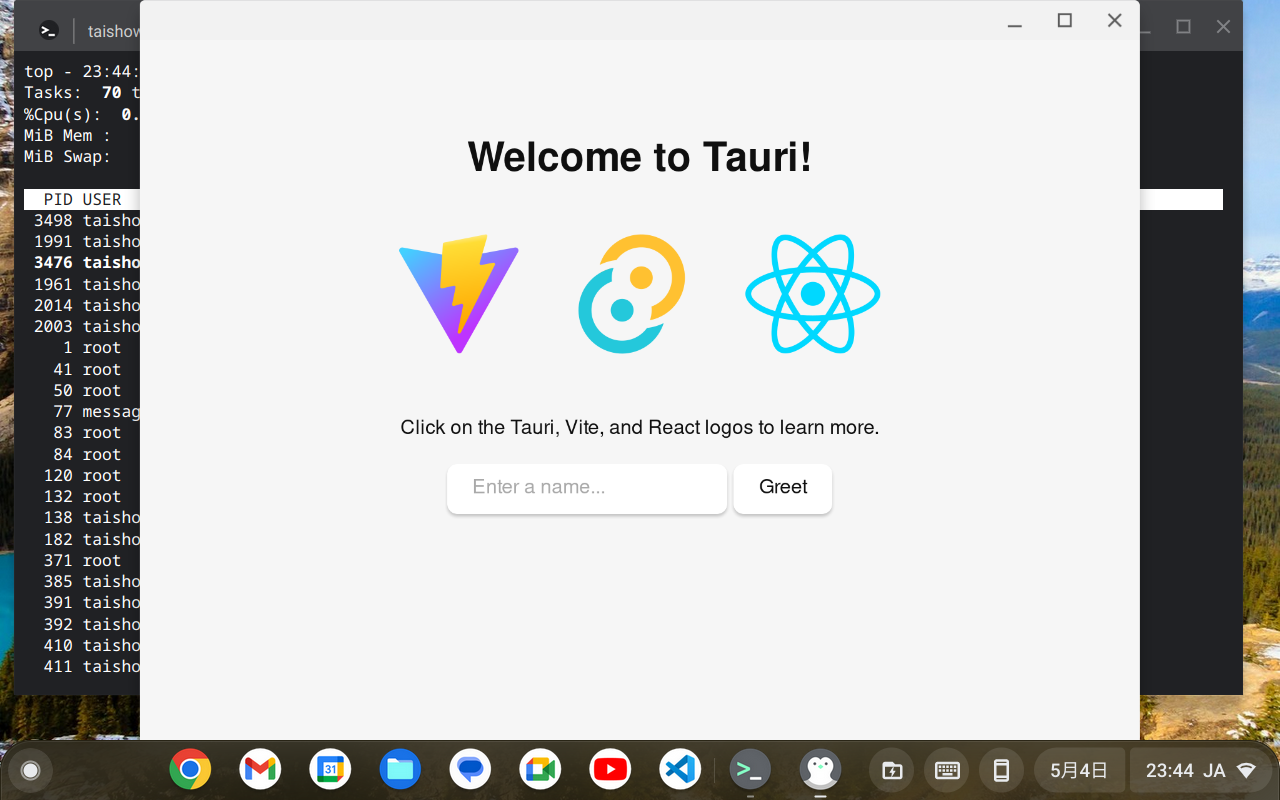 taishow
top - 23:44:
Tasks: 70 t
%Cpu(s): 0.
MiB Mem :
MiB Swap:
PID USER
3498 taisho
1991 taisho
3476 taisho
1961 taisho
2014 taisho
2003 taisho
1 root
41 root
50 root
77 messag
83 root
84 root
120 root
132 root
138 taisho
182 taisho
371 root
385 taisho
391 taisho
392 taisho
410 taisho
411 taisho
Welcome to Tauri!
Click on the Tauri, Vite, and React logos to learn more.
Enter a name...
Greet
31
5月4日
23:44 JA